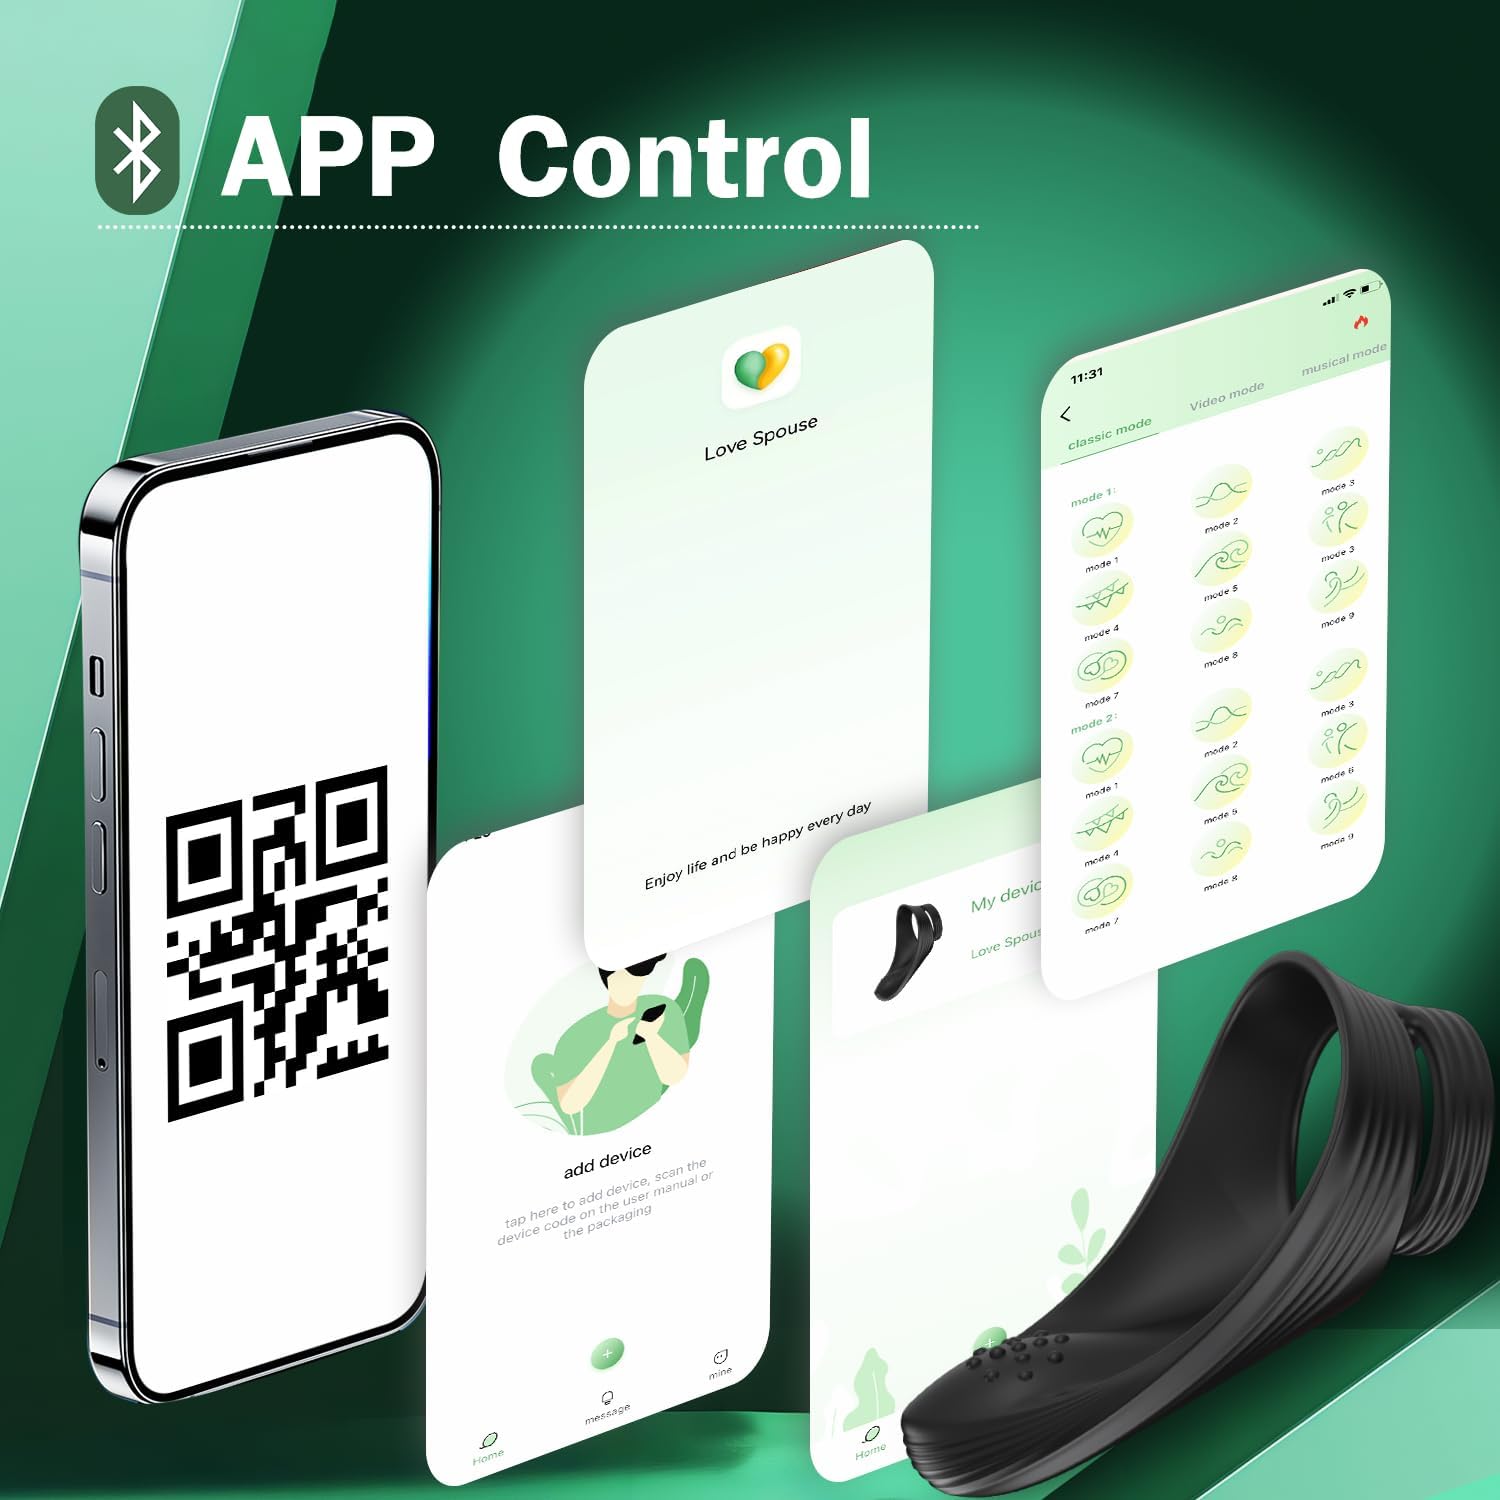 APP Control
Love Spouse
Enjoy life and be happy every day
11:31
classic mode
Video mode
musical mode
mode 1:
mode 1
mode 2
mode 3
mode 4
mode 5
mode 3
mode 7
mode 8
mode 9
mode 2:
mode 1
mode 2
mode 3
mode 4
mode 5
mode 6
mode 7
mode 8
mode 9
add device
tap here to add device, scan the
device code on the user manual or
the packaging
Home
message
mine
My devic
Love Spous
Home